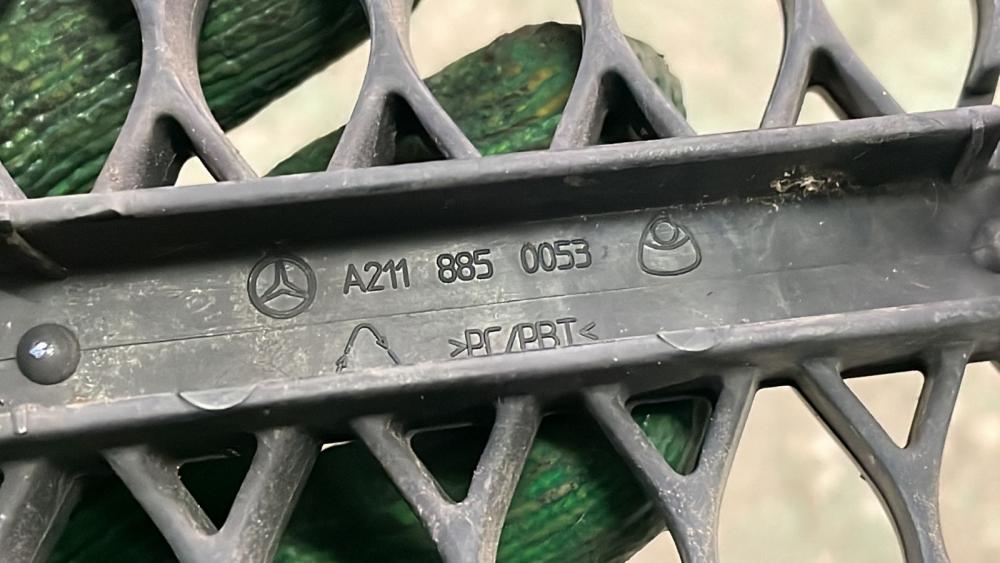 A211 885 0053
>PC/PBT<